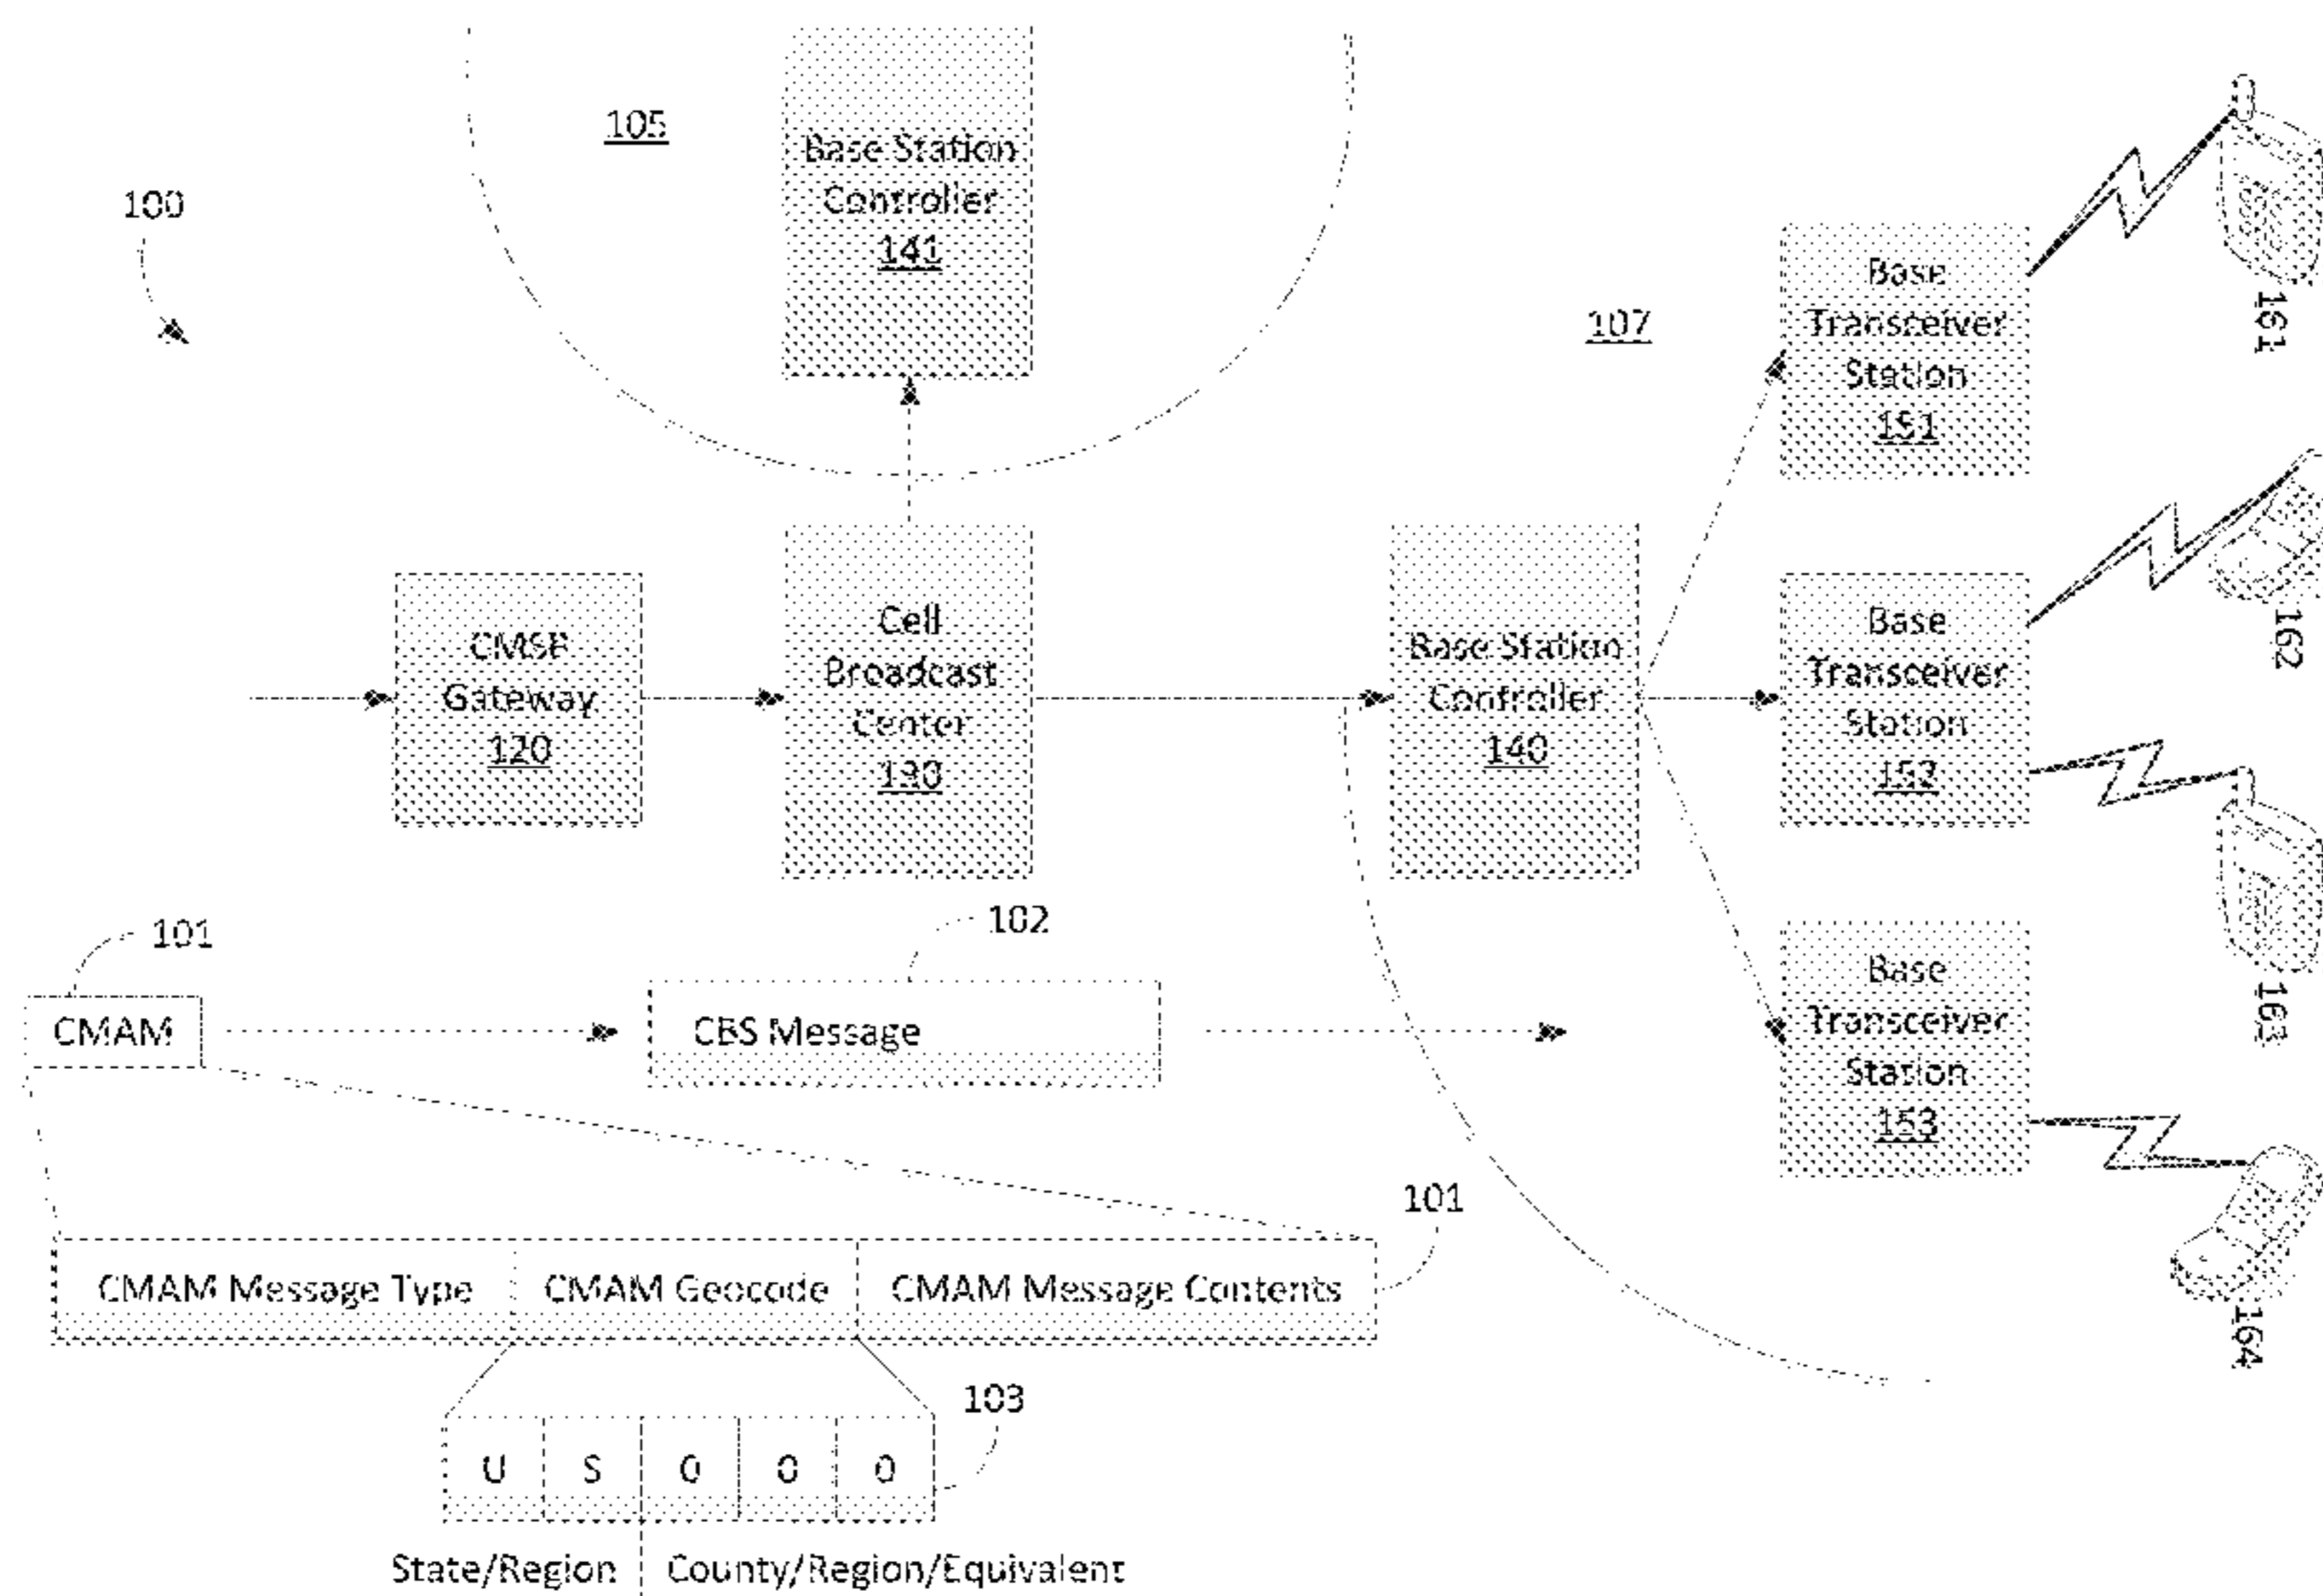 105
Base Station
Controller
141
100
107
Base
Transceiver
Station
151
161
CMSP
Gateway
120
Cell
Broadcast
Center
130
Base Station
Controller
140
Base
Transceiver
Station
152
162
163
Base
Transceiver
Station
153
164
101
CMAM
102
CBS Message
101
CMAM Message Type
CMAM Geocode
CMAM Message Contents
103
U S 0 0 0
State/Region
County/Region/Equivalent